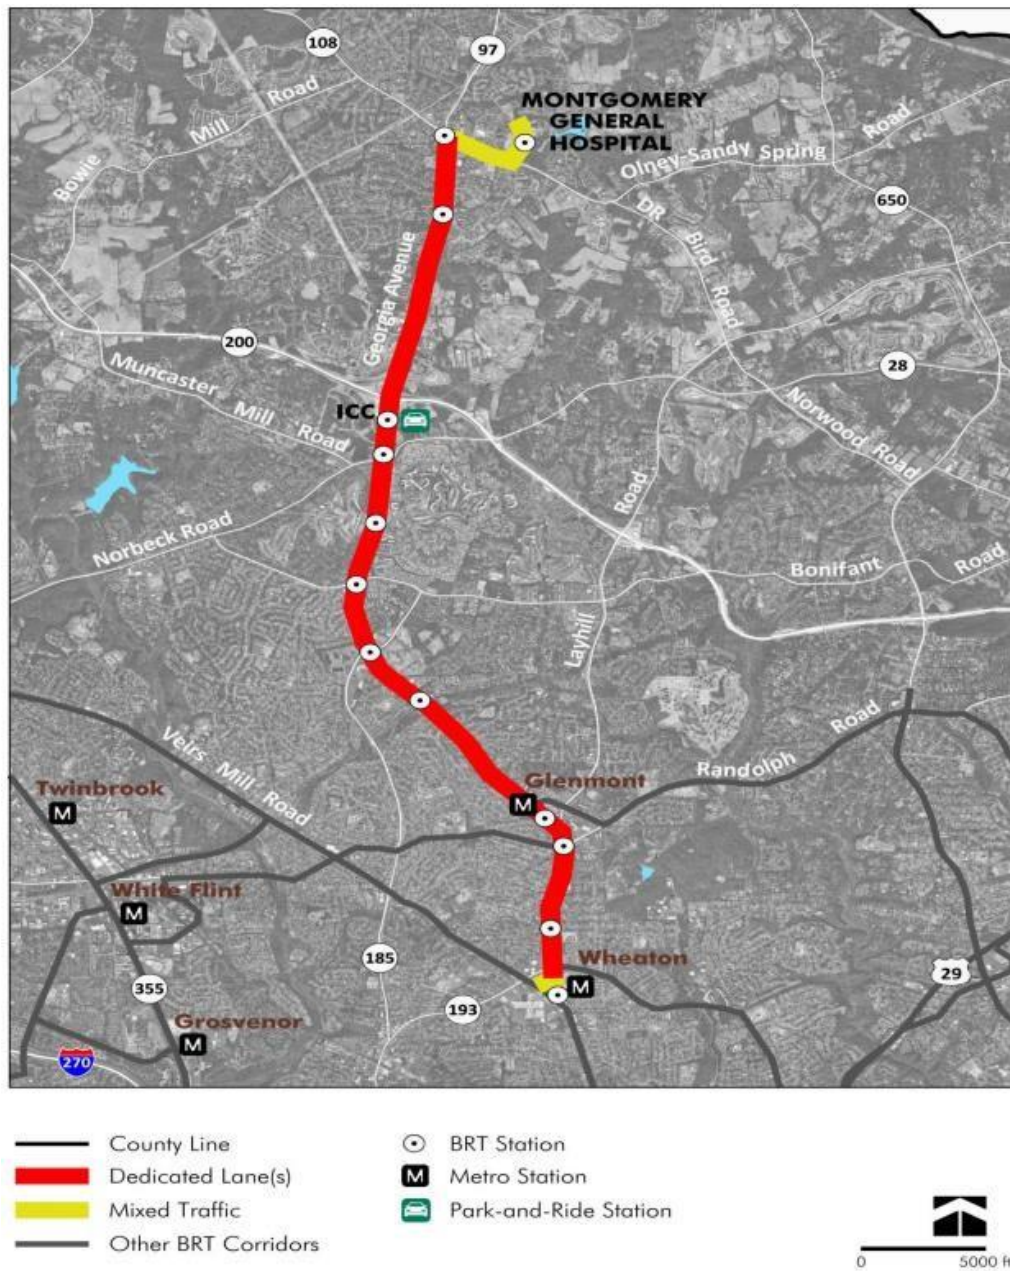 108
97
MONTGOMERY
GENERAL
HOSPITAL
Bowie Mill Road
Olney-Sandy Spring Road
650
DR Bird Road
Georgia Avenue
200
28
Muncaster Mill Road
ICC
Norwood Road
Norbeck Road
Layhill Road
Bonifant Road
Veirs Mill Road
Randolph Road
Glenmont
M
Twinbrook
M
White Flint
M
Wheaton
M
185
29
355
193
Grosvenor
M
270
County Line
BRT Station
Dedicated Lane(s)
M
Metro Station
Mixed Traffic
Park-and-Ride Station
Other BRT Corridors
0
5000 ft